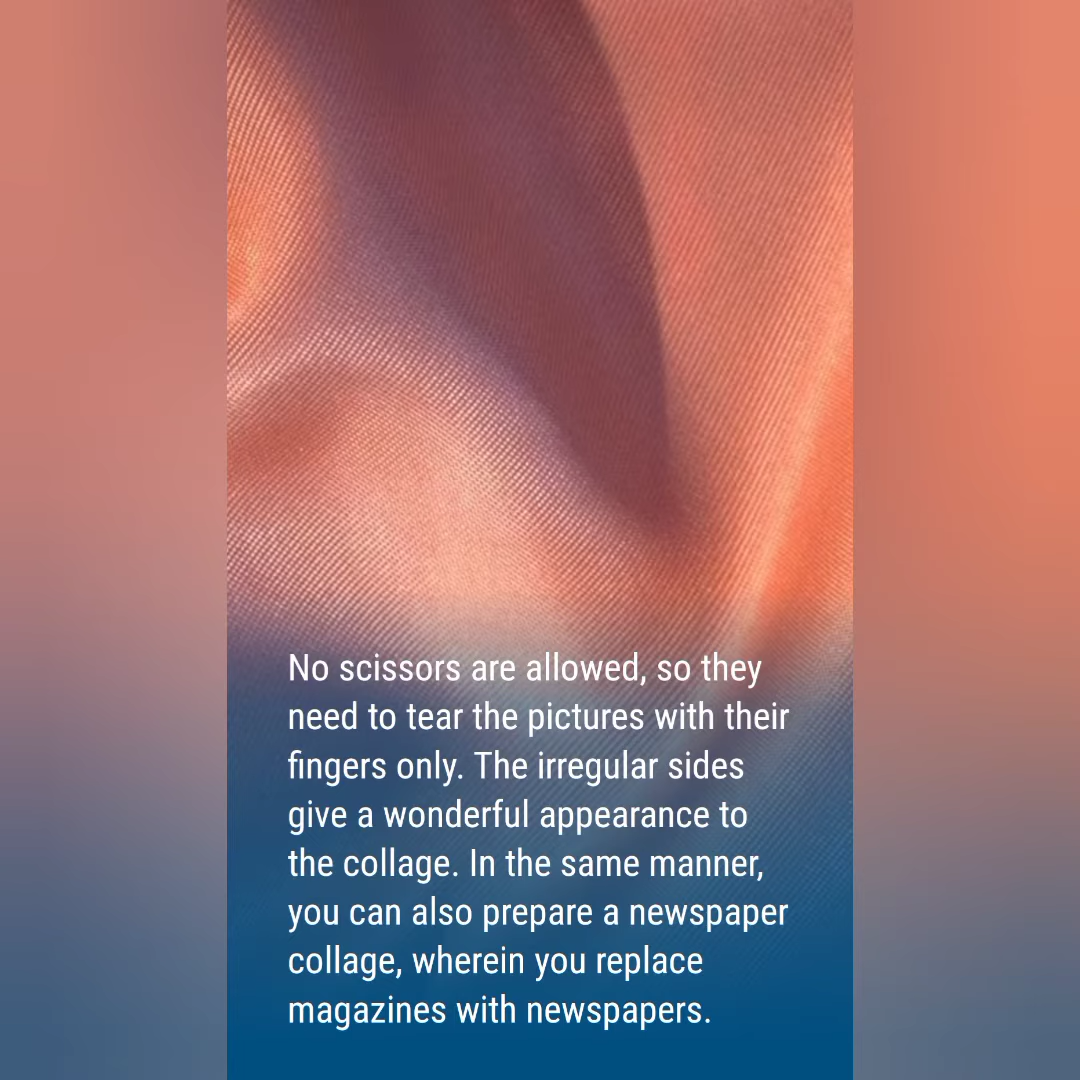 No scissors are allowed, so they
need to tear the pictures with their
fingers only. The irregular sides
give a wonderful appearance to
the collage. In the same manner,
you can also prepare a newspaper
collage, wherein you replace
magazines with newspapers.